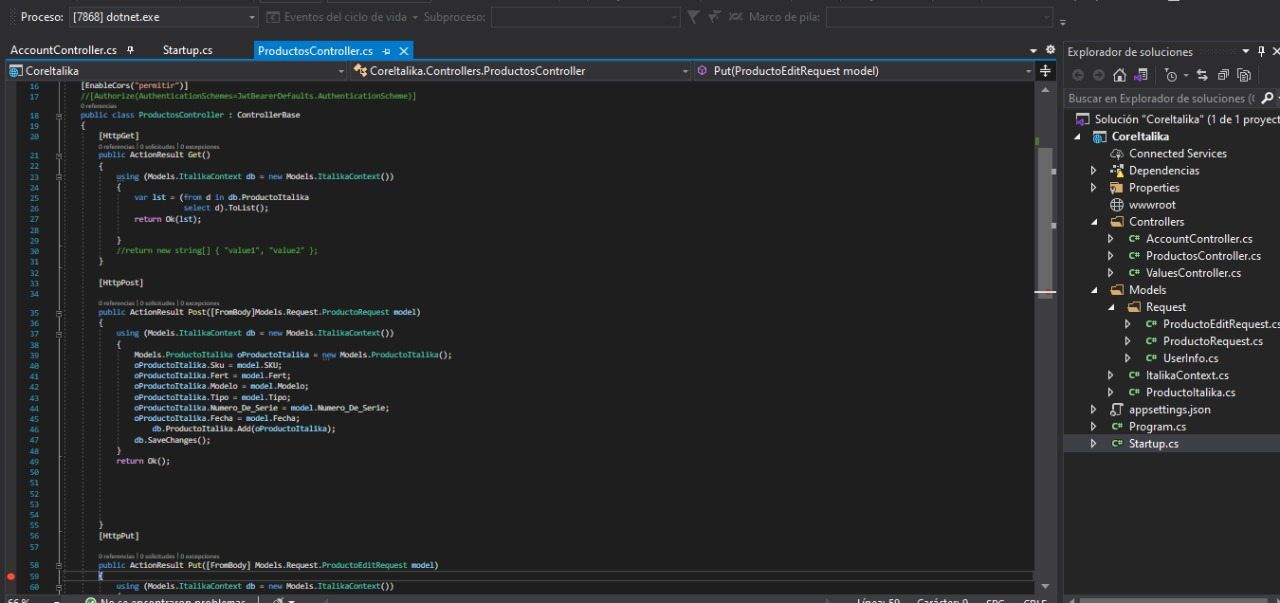 Proceso: [7868] dotnet.exe Eventos del ciclo de vida Subproceso: Marco de pila:
AccountController.cs Startup.cs ProductosController.cs
CoreItalika CoreItalika.Controllers.ProductosController Put(ProductoEditRequest model)
16 [EnableCors("permitir")]
17 //[Authorize(AuthenticationSchemes=JwtBearerDefaults.AuthenticationScheme)]
0 referencias
18 public class ProductosController : ControllerBase
19 {
20 [HttpGet]
0 referencias | 0 solicitudes | 0 excepciones
21 public ActionResult Get()
22 {
23 using (Models.ItalikaContext db = new Models.ItalikaContext())
24 {
25 var lst = (from d in db.ProductoItalika
26 select d).ToList();
27 return Ok(lst);
28
29 }
30 //return new string[] { "value1", "value2" };
31 }
32
33 [HttpPost]
34
0 referencias | 0 solicitudes | 0 excepciones
35 public ActionResult Post([FromBody]Models.Request.ProductoRequest model)
36 {
37 using (Models.ItalikaContext db = new Models.ItalikaContext())
38 {
39 Models.ProductoItalika oProductoItalika = new Models.ProductoItalika();
40 oProductoItalika.Sku = model.SKU;
41 oProductoItalika.Fert = model.Fert;
42 oProductoItalika.Modelo = model.Modelo;
43 oProductoItalika.Tipo = model.Tipo;
44 oProductoItalika.Numero_De_Serie = model.Numero_De_Serie;
45 oProductoItalika.Fecha = model.Fecha;
46 db.ProductoItalika.Add(oProductoItalika);
47 db.SaveChanges();
48 }
49 return Ok();
50
51
52
53
54
55 }
56 [HttpPut]
57
0 referencias | 0 solicitudes | 0 excepciones
58 public ActionResult Put([FromBody] Models.Request.ProductoEditRequest model)
59 {
60 using (Models.ItalikaContext db = new Models.ItalikaContext())
66 % No se encontraron problemas Línea: 59 Carácter: 9 SPC CRLF
Explorador de soluciones
Buscar en Explorador de soluciones (
Solución "CoreItalika" (1 de 1 proyect
CoreItalika
Connected Services
Dependencias
Properties
wwwroot
Controllers
AccountController.cs
ProductosController.cs
ValuesController.cs
Models
Request
ProductoEditRequest.cs
ProductoRequest.cs
UserInfo.cs
ItalikaContext.cs
ProductoItalika.cs
appsettings.json
Program.cs
Startup.cs